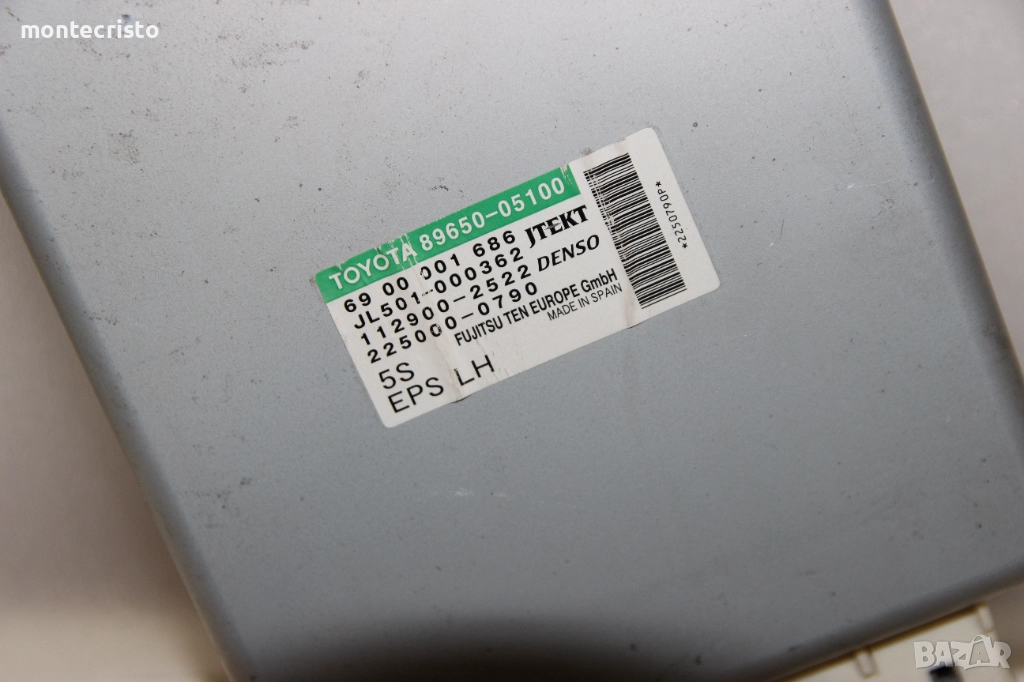 montecristo
TOYOTA 89650-05100
69 00 001 686 JTEKT
JL501-000362
112900-2522 DENSO
225000-0790
FUJITSU TEN EUROPE GmbH
MADE IN SPAIN
5S
EPS LH
*2250790P*
BAZAR